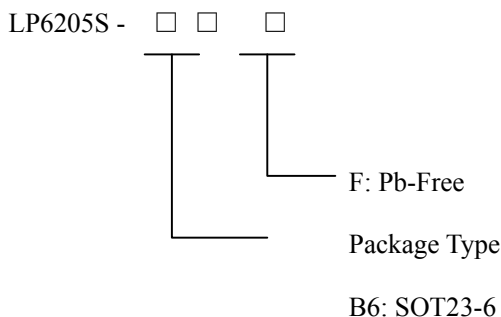 LP6205S - □ □ □
F: Pb-Free
Package Type
B6: SOT23-6